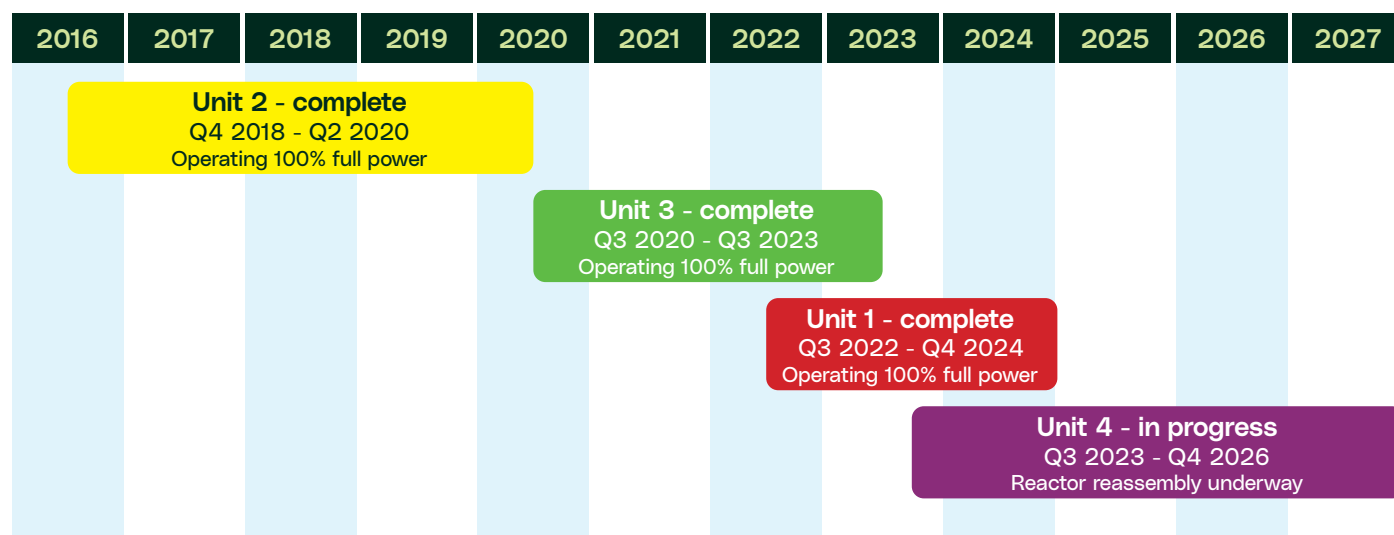 2016 2017 2018 2019 2020 2021 2022 2023 2024 2025 2026 2027
Unit 2 - complete
Q4 2018 - Q2 2020
Operating 100% full power
Unit 3 - complete
Q3 2020 - Q3 2023
Operating 100% full power
Unit 1 - complete
Q3 2022 - Q4 2024
Operating 100% full power
Unit 4 - in progress
Q3 2023 - Q4 2026
Reactor reassembly underway